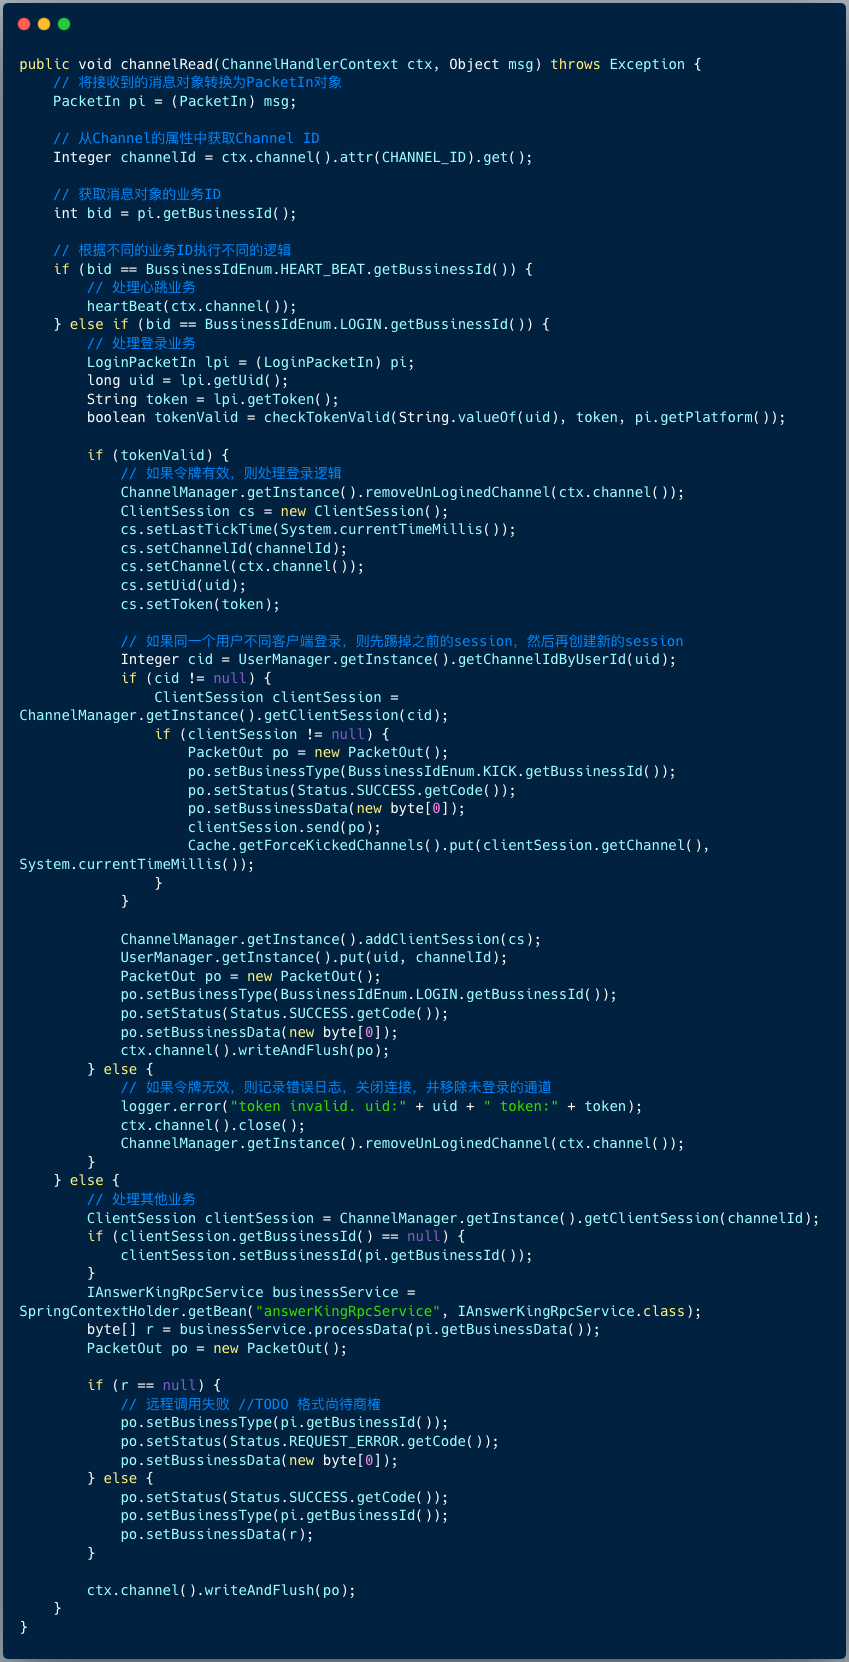 public void channelRead(ChannelHandlerContext ctx, Object msg) throws Exception {
    // 将接收到的消息对象转换为PacketIn对象
    PacketIn pi = (PacketIn) msg;

    // 从Channel的属性中获取Channel ID
    Integer channelId = ctx.channel().attr(CHANNEL_ID).get();

    // 获取消息对象的业务ID
    int bid = pi.getBusinessId();

    // 根据不同的业务ID执行不同的逻辑
    if (bid == BussinessIdEnum.HEART_BEAT.getBussinessId()) {
        // 处理心跳业务
        heartBeat(ctx.channel());
    } else if (bid == BussinessIdEnum.LOGIN.getBussinessId()) {
        // 处理登录业务
        LoginPacketIn lpi = (LoginPacketIn) pi;
        long uid = lpi.getUid();
        String token = lpi.getToken();
        boolean tokenValid = checkTokenValid(String.valueOf(uid), token, pi.getPlatform());

        if (tokenValid) {
            // 如果令牌有效，则处理登录逻辑
            ChannelManager.getInstance().removeUnLoginedChannel(ctx.channel());
            ClientSession cs = new ClientSession();
            cs.setLastTickTime(System.currentTimeMillis());
            cs.setChannelId(channelId);
            cs.setChannel(ctx.channel());
            cs.setUid(uid);
            cs.setToken(token);

            // 如果同一个用户不同客户端登录，则先踢掉之前的session，然后再创建新的session
            Integer cid = UserManager.getInstance().getChannelIdByUserId(uid);
            if (cid != null) {
                ClientSession clientSession =
ChannelManager.getInstance().getClientSession(cid);
                if (clientSession != null) {
                    PacketOut po = new PacketOut();
                    po.setBusinessType(BussinessIdEnum.KICK.getBussinessId());
                    po.setStatus(Status.SUCCESS.getCode());
                    po.setBussinessData(new byte[0]);
                    clientSession.send(po);
                    Cache.getForceKickedChannels().put(clientSession.getChannel(),
System.currentTimeMillis());
                }
            }

            ChannelManager.getInstance().addClientSession(cs);
            UserManager.getInstance().put(uid, channelId);
            PacketOut po = new PacketOut();
            po.setBusinessType(BussinessIdEnum.LOGIN.getBussinessId());
            po.setStatus(Status.SUCCESS.getCode());
            po.setBussinessData(new byte[0]);
            ctx.channel().writeAndFlush(po);
        } else {
            // 如果令牌无效，则记录错误日志，关闭连接，并移除未登录的通道
            logger.error("token invalid. uid:" + uid + " token:" + token);
            ctx.channel().close();
            ChannelManager.getInstance().removeUnLoginedChannel(ctx.channel());
        }
    } else {
        // 处理其他业务
        ClientSession clientSession = ChannelManager.getInstance().getClientSession(channelId);
        if (clientSession.getBussinessId() == null) {
            clientSession.setBussinessId(pi.getBusinessId());
        }
        IAnswerKingRpcService businessService =
SpringContextHolder.getBean("answerKingRpcService", IAnswerKingRpcService.class);
        byte[] r = businessService.processData(pi.getBusinessData());
        PacketOut po = new PacketOut();

        if (r == null) {
            // 远程调用失败 //TODO 格式尚待商榷
            po.setBusinessType(pi.getBusinessId());
            po.setStatus(Status.REQUEST_ERROR.getCode());
            po.setBussinessData(new byte[0]);
        } else {
            po.setStatus(Status.SUCCESS.getCode());
            po.setBusinessType(pi.getBusinessId());
            po.setBussinessData(r);
        }

        ctx.channel().writeAndFlush(po);
    }
}